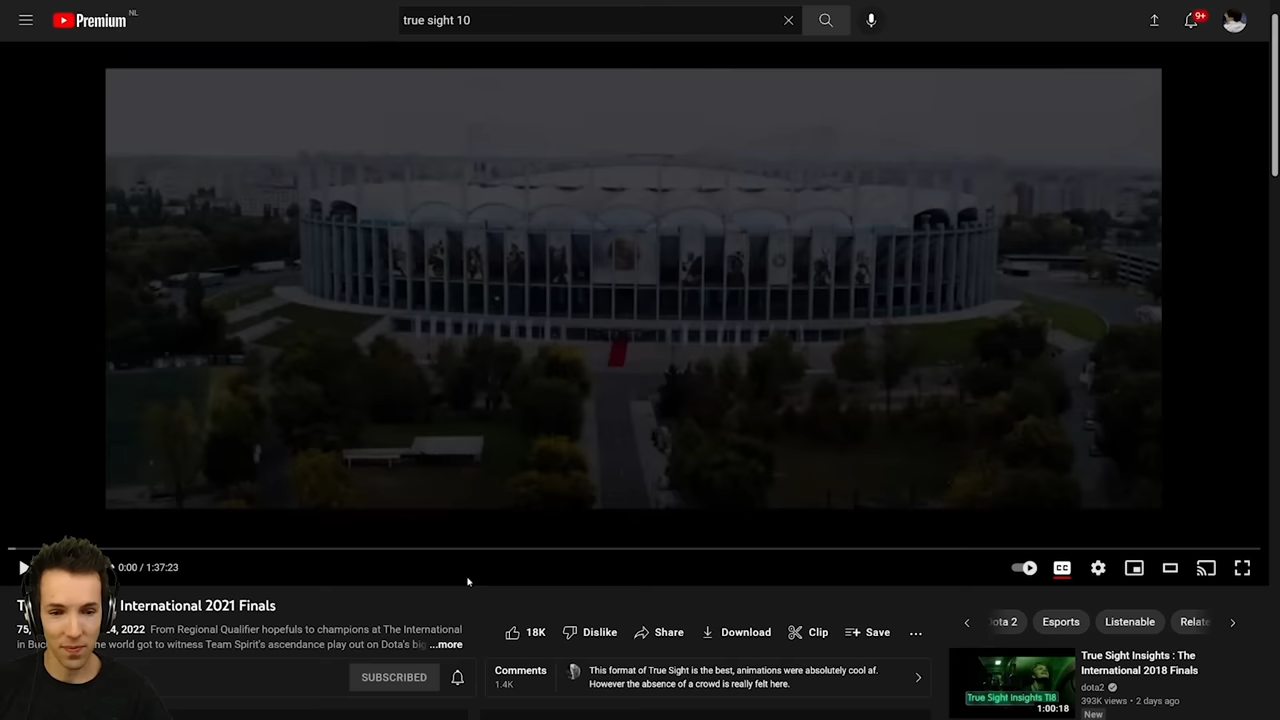 Premium NL
true sight 10
9+
0:00 / 1:37:23
CC
International 2021 Finals
4, 2022 From Regional Qualifier hopefuls to champions at The International
in world got to witness Team Spirit's ascendance play out on Dota's big ...more
18K
Dislike
Share
Download
Clip
Save
SUBSCRIBED
Comments
1.4K
This format of True Sight is the best, animations were absolutely cool af.
However the absence of a crowd is really felt here.
ota 2
Esports
Listenable
Relate
True Sight Insights TI8
1:00:18
True Sight Insights : The
International 2018 Finals
dota2
393K views • 2 days ago
New